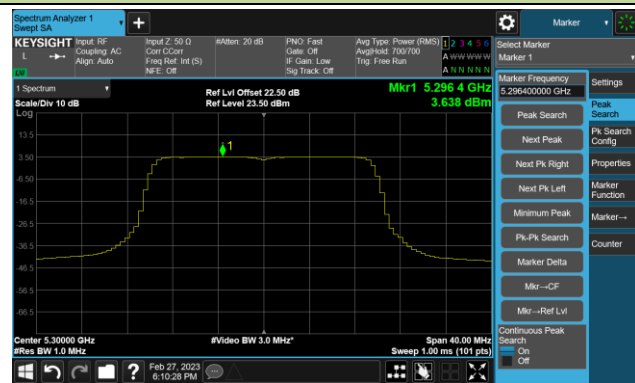 Spectrum Analyzer 1
Swept SA
Marker
KEYSIGHT
L
Input: RF
Coupling: AC
Align: Auto
Input Z: 50 Ω
Corr CCorr
Freq Ref: Int (S)
NFE: Off
#Atten: 20 dB
PNO: Fast
Gate: Off
IF Gain: Low
Sig Track: Off
Avg Type: Power (RMS)
Avg|Hold: 700/700
Trig: Free Run
1 2 3 4 5 6
A W W W W W
A N N N N N
Select Marker
Marker 1
Marker Frequency
5.296400000 GHz
Settings
Peak Search
Peak
Search
Next Peak
Pk Search
Config
Next Pk Right
Properties
Next Pk Left
Marker
Function
Minimum Peak
Marker→
Pk-Pk Search
Counter
Marker Delta
Mkr→CF
Mkr→Ref Lvl
Continuous Peak
Search
On
Off
1 Spectrum
Scale/Div 10 dB
Log
Ref Lvl Offset 22.50 dB
Ref Level 23.50 dBm
Mkr1 5.296 4 GHz
3.638 dBm
1
13.5
3.50
-6.50
-16.5
-26.5
-36.5
-46.5
-56.5
-66.5
Center 5.30000 GHz
#Res BW 1.0 MHz
#Video BW 3.0 MHz*
Span 40.00 MHz
Sweep 1.00 ms (101 pts)
?
Feb 27, 2023
6:10:28 PM